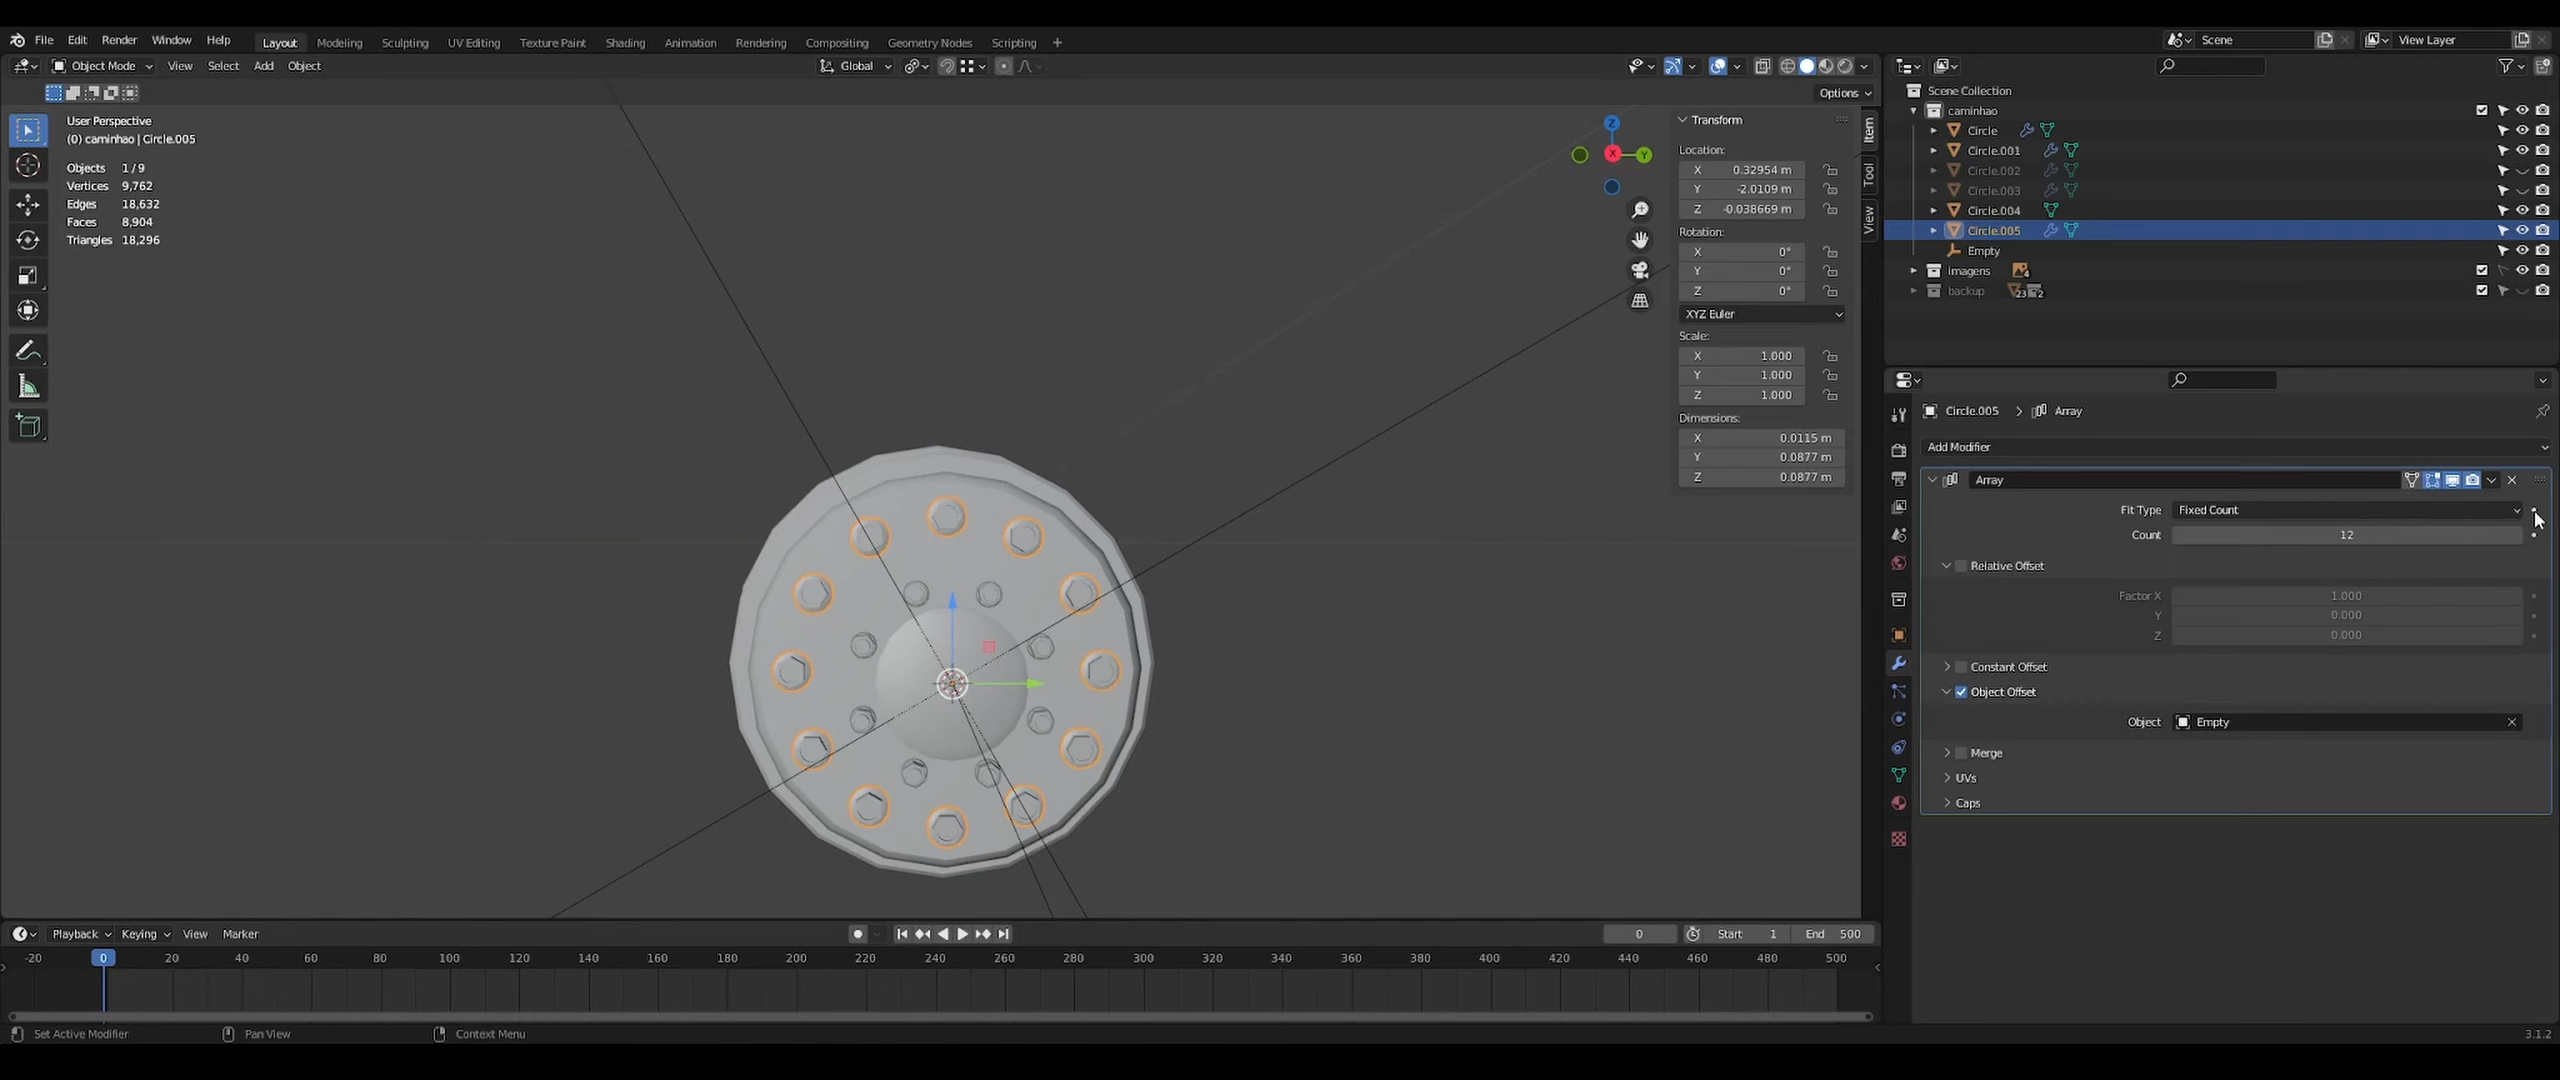 File Edit Render Window Help Layout Modeling Sculpting UV Editing Texture Paint Shading Animation Rendering Compositing Geometry Nodes Scripting + Scene View Layer
Object Mode View Select Add Object Global
Options
User Perspective
(0) caminhao | Circle.005
Objects 1/9
Vertices 9,762
Edges 18,632
Faces 8,904
Triangles 18,296
Z
X
Y
Transform
Location:
X 0.32954 m
Y -2.0109 m
Z -0.038669 m
Rotation:
X 0°
Y 0°
Z 0°
XYZ Euler
Scale:
X 1.000
Y 1.000
Z 1.000
Dimensions:
X 0.0115 m
Y 0.0877 m
Z 0.0877 m
Item
Tool
View
Scene Collection
caminhao
Circle
Circle.001
Circle.002
Circle.003
Circle.004
Circle.005
Empty
imagens 4
backup 23 2
Circle.005 > Array
Add Modifier
Array
Fit Type Fixed Count
Count 12
Relative Offset
Factor X 1.000
Y 0.000
Z 0.000
Constant Offset
Object Offset
Object Empty
Merge
UVs
Caps
Playback Keying View Marker 0 Start 1 End 500
-20 0 20 40 60 80 100 120 140 160 180 200 220 240 260 280 300 320 340 360 380 400 420 440 460 480 500
Set Active Modifier Pan View Context Menu 3.1.2